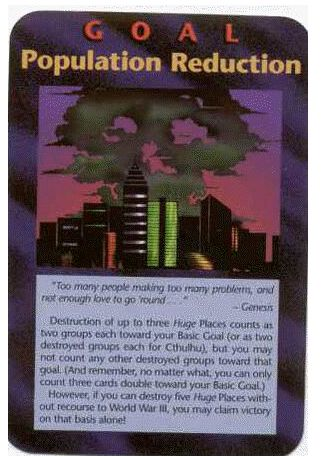 GOAL
Population Reduction
"Too many people making too many problems, and
not enough love to go 'round . . ."
– Genesis
Destruction of up to three Huge Places counts as
two groups each toward your Basic Goal (or as two
destroyed groups each for Cthulhu), but you may
not count any other destroyed groups toward that
goal. (And remember, no matter what, you can only
count three cards double toward your Basic Goal.)
However, if you can destroy five Huge Places with-
out recourse to World War III, you may claim victory
on that basis alone!